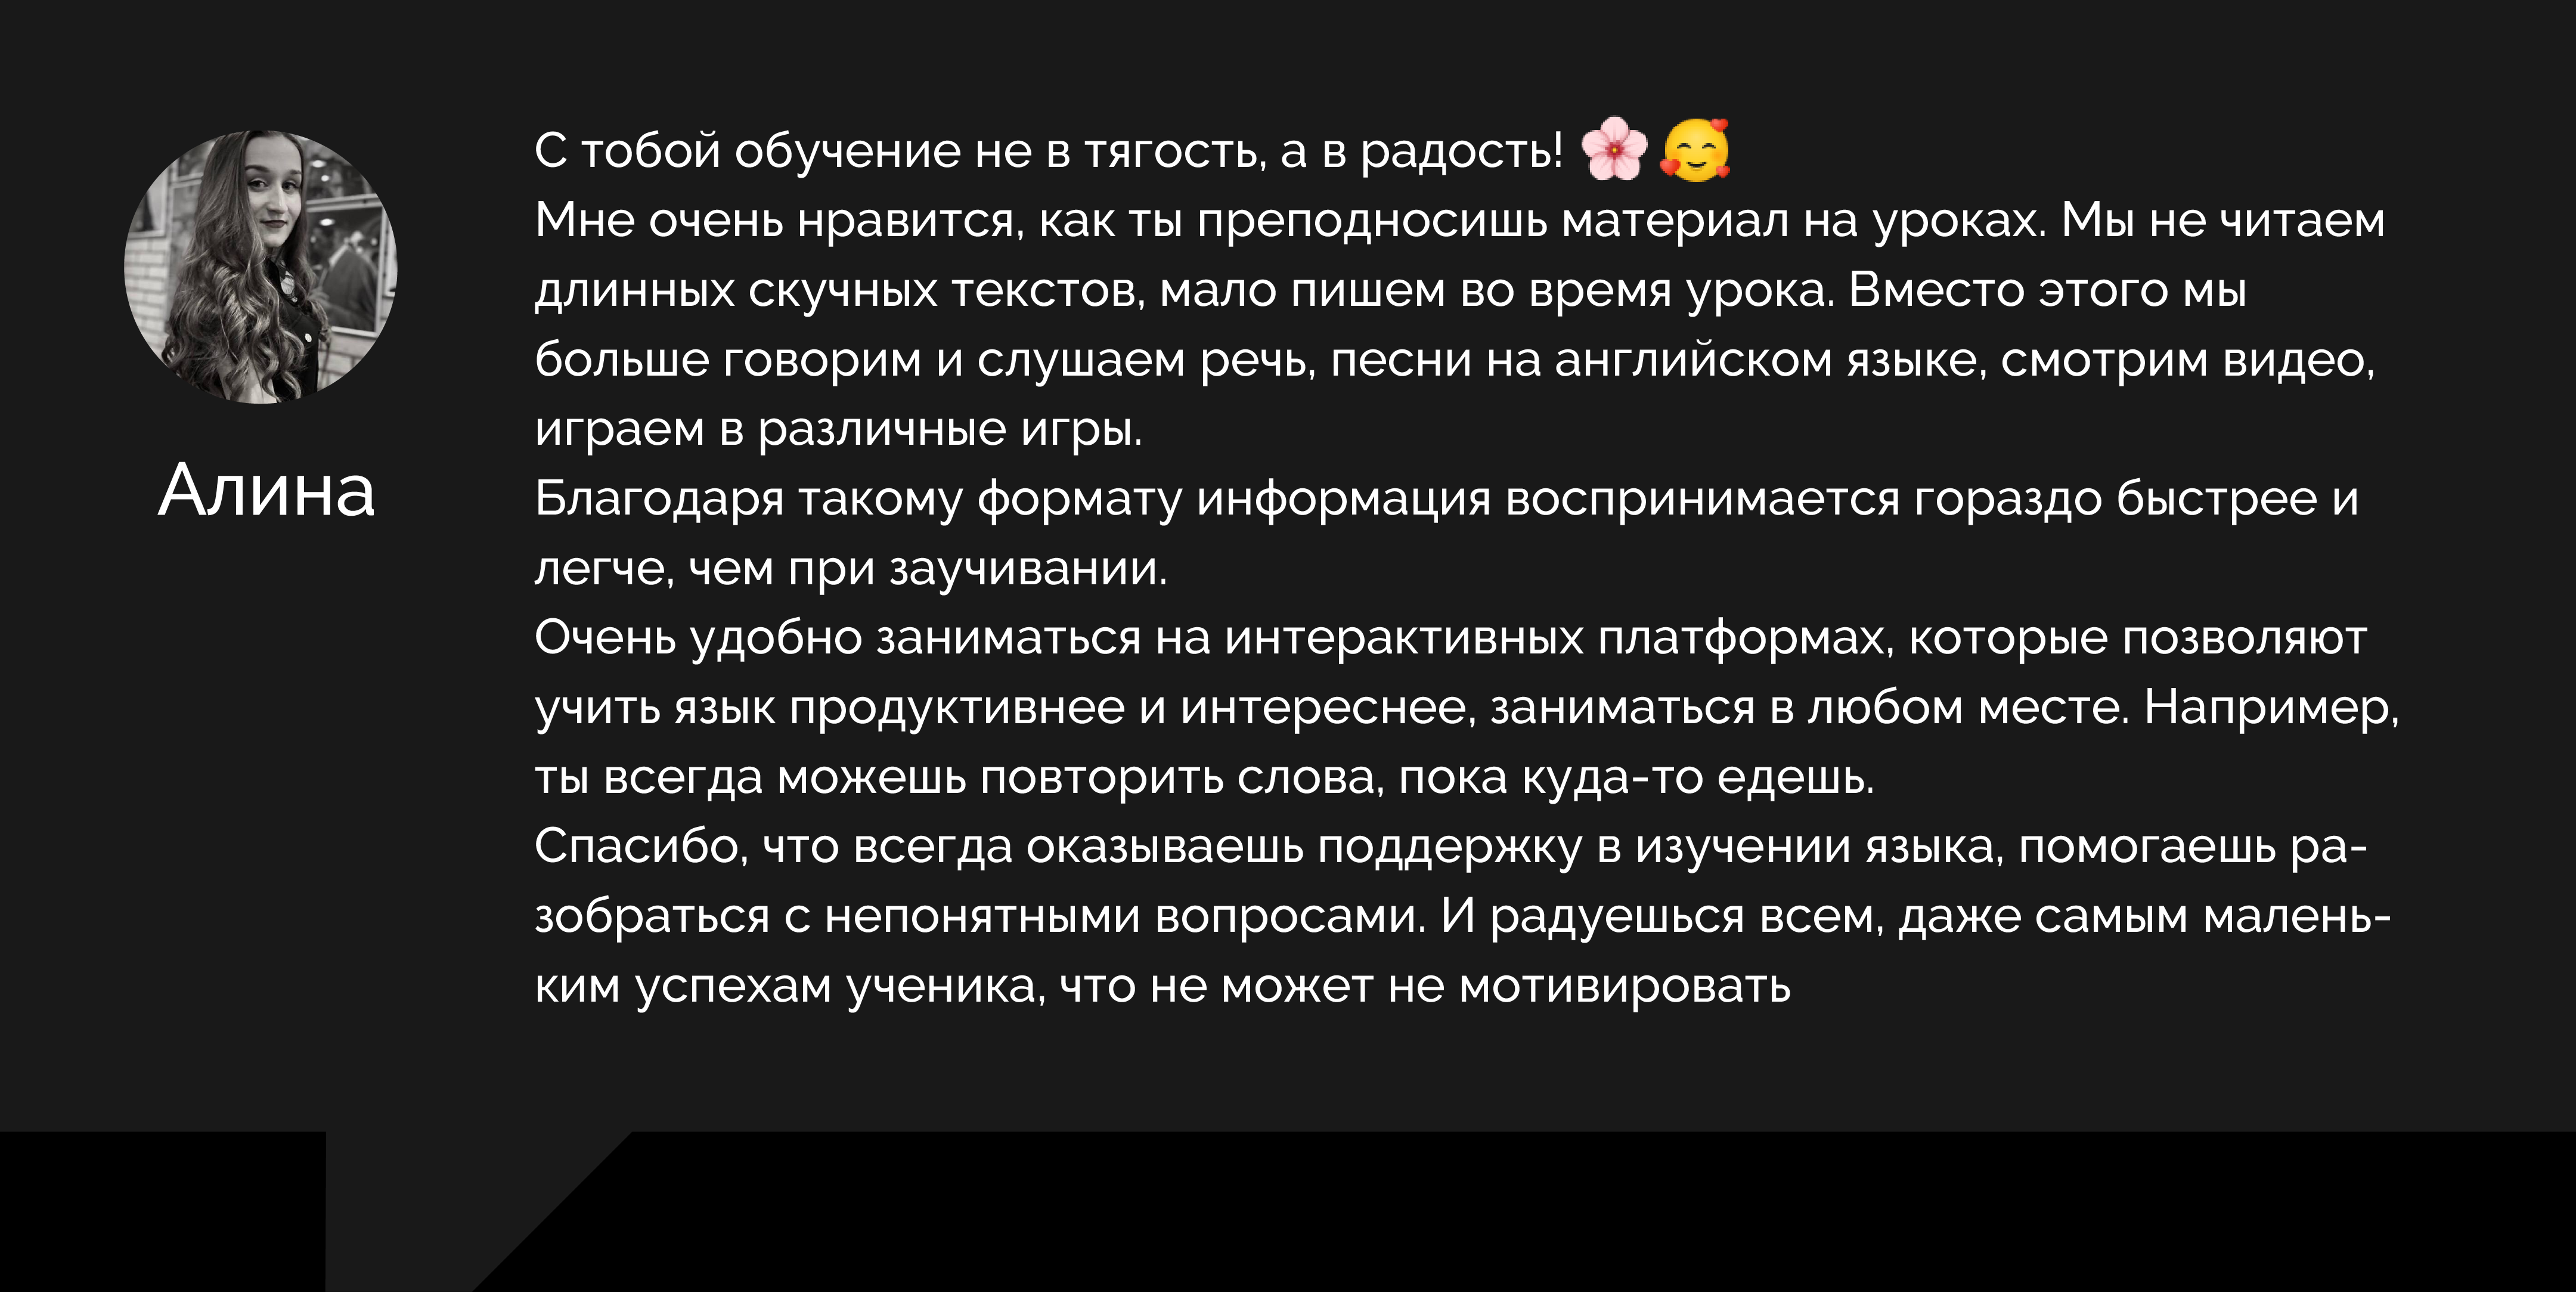 С тобой обучение не в тягость, а в радость! 🌸🥰
Мне очень нравится, как ты преподносишь материал на уроках. Мы не читаем
длинных скучных текстов, мало пишем во время урока. Вместо этого мы
больше говорим и слушаем речь, песни на английском языке, смотрим видео,
играем в различные игры.
Благодаря такому формату информация воспринимается гораздо быстрее и
легче, чем при заучивании.
Очень удобно заниматься на интерактивных платформах, которые позволяют
учить язык продуктивнее и интереснее, заниматься в любом месте. Например,
ты всегда можешь повторить слова, пока куда-то едешь.
Спасибо, что всегда оказываешь поддержку в изучении языка, помогаешь ра-
зобраться с непонятными вопросами. И радуешься всем, даже самым малень-
ким успехам ученика, что не может не мотивировать
Алина